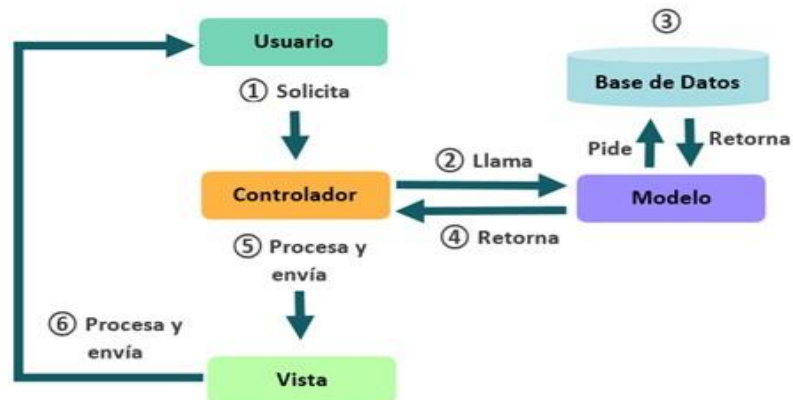 Usuario
① Solicita
③
Base de Datos
Pide
Retorna
② Llama
Controlador
Modelo
④ Retorna
⑤ Procesa y
envía
⑥ Procesa y
envía
Vista